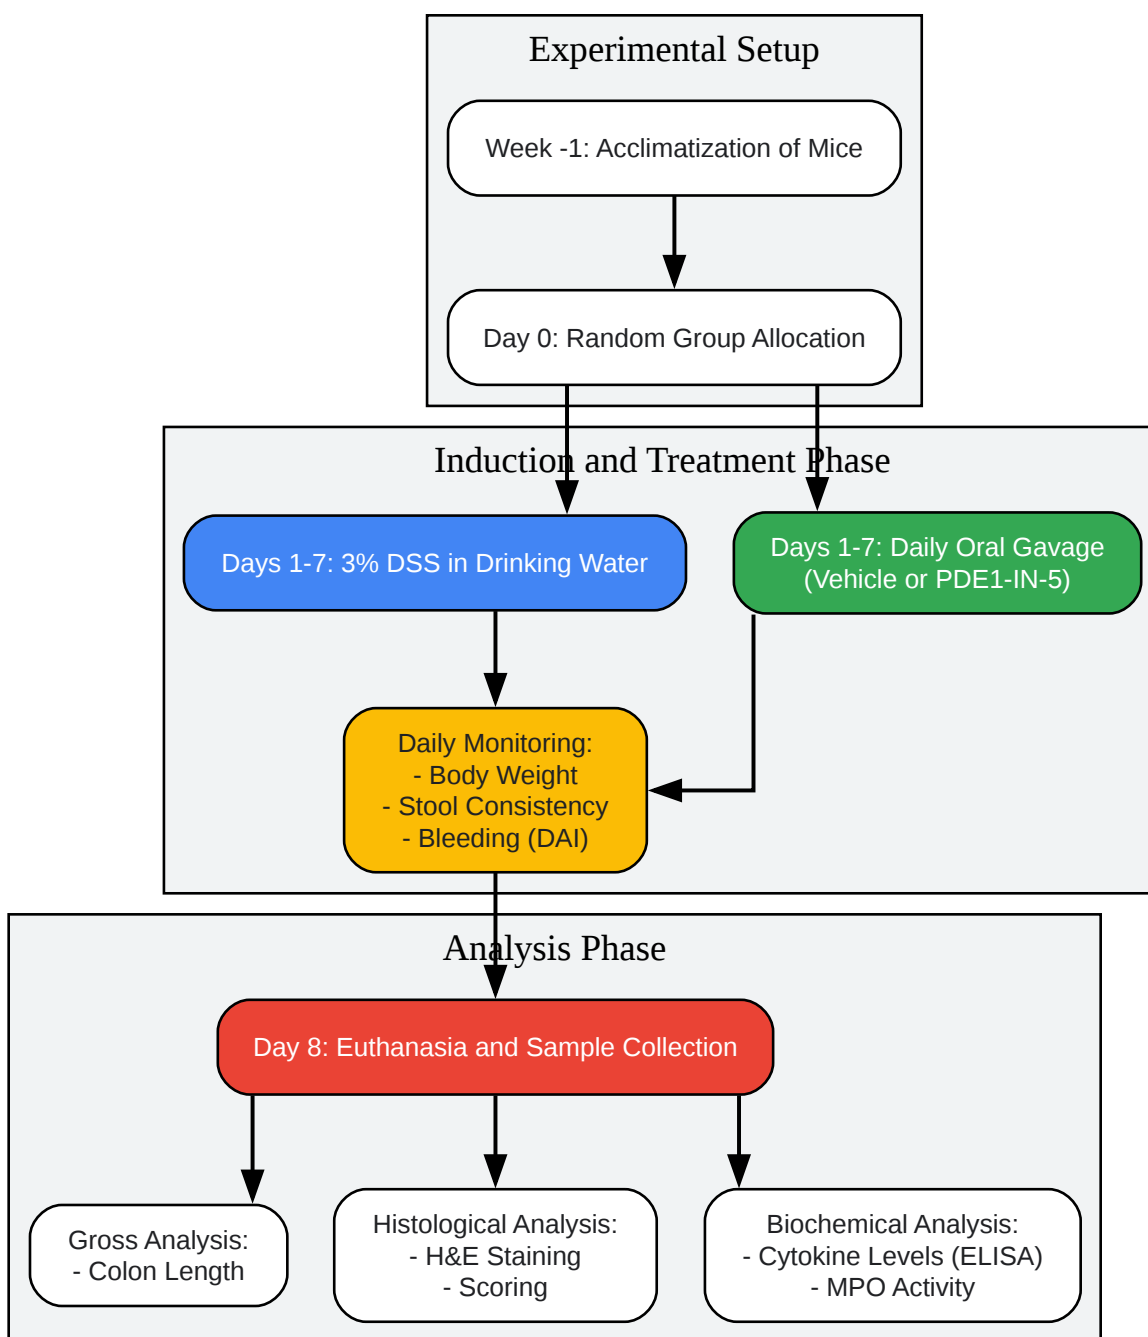 Experimental Setup
Week -1: Acclimatization of Mice
Day 0: Random Group Allocation
Induction and Treatment Phase
Days 1-7: 3% DSS in Drinking Water
Days 1-7: Daily Oral Gavage
(Vehicle or PDE1-IN-5)
Daily Monitoring:
- Body Weight
- Stool Consistency
- Bleeding (DAI)
Analysis Phase
Day 8: Euthanasia and Sample Collection
Gross Analysis:
- Colon Length
Histological Analysis:
- H&E Staining
- Scoring
Biochemical Analysis:
- Cytokine Levels (ELISA)
- MPO Activity